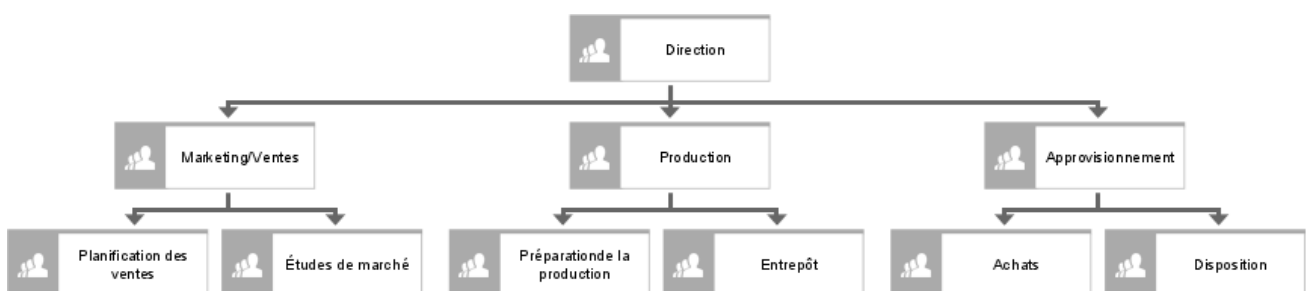 Direction
Marketing/Ventes
Production
Approvisionnement
Planification des
ventes
Études de marché
Préparationde la
production
Entrepôt
Achats
Disposition